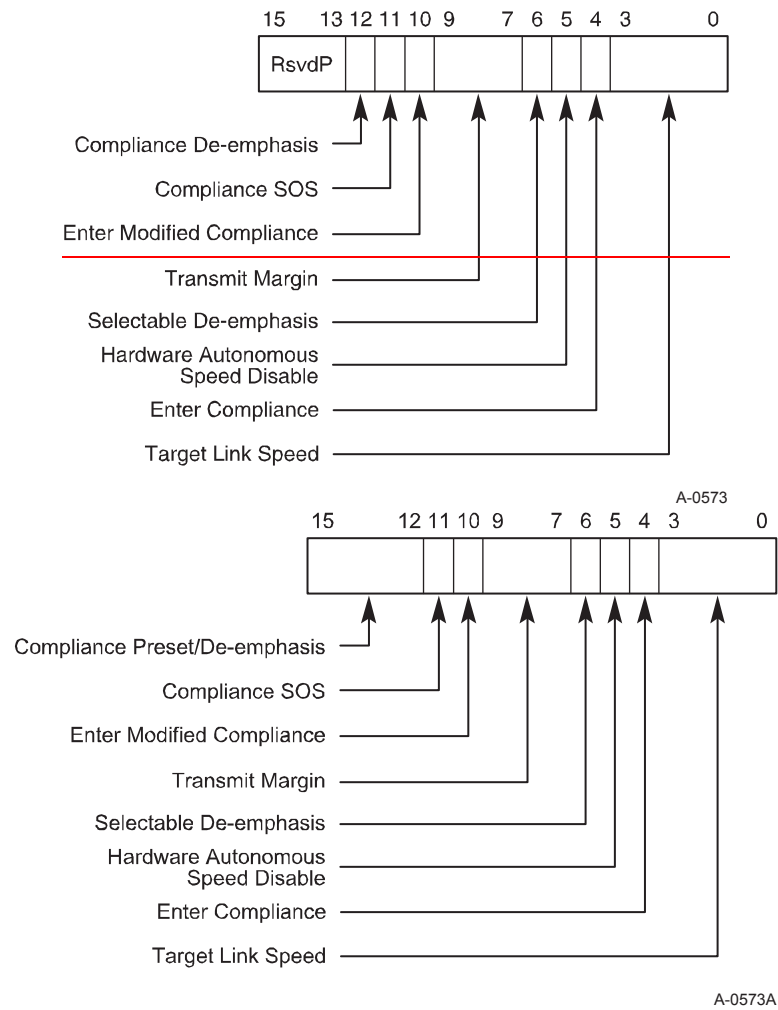 15 13 12 11 10 9 7 6 5 4 3 0
RsvdP
Compliance De-emphasis
Compliance SOS
Enter Modified Compliance
Transmit Margin
Selectable De-emphasis
Hardware Autonomous
Speed Disable
Enter Compliance
Target Link Speed
A-0573
15 12 11 10 9 7 6 5 4 3 0
Compliance Preset/De-emphasis
Compliance SOS
Enter Modified Compliance
Transmit Margin
Selectable De-emphasis
Hardware Autonomous
Speed Disable
Enter Compliance
Target Link Speed
A-0573A